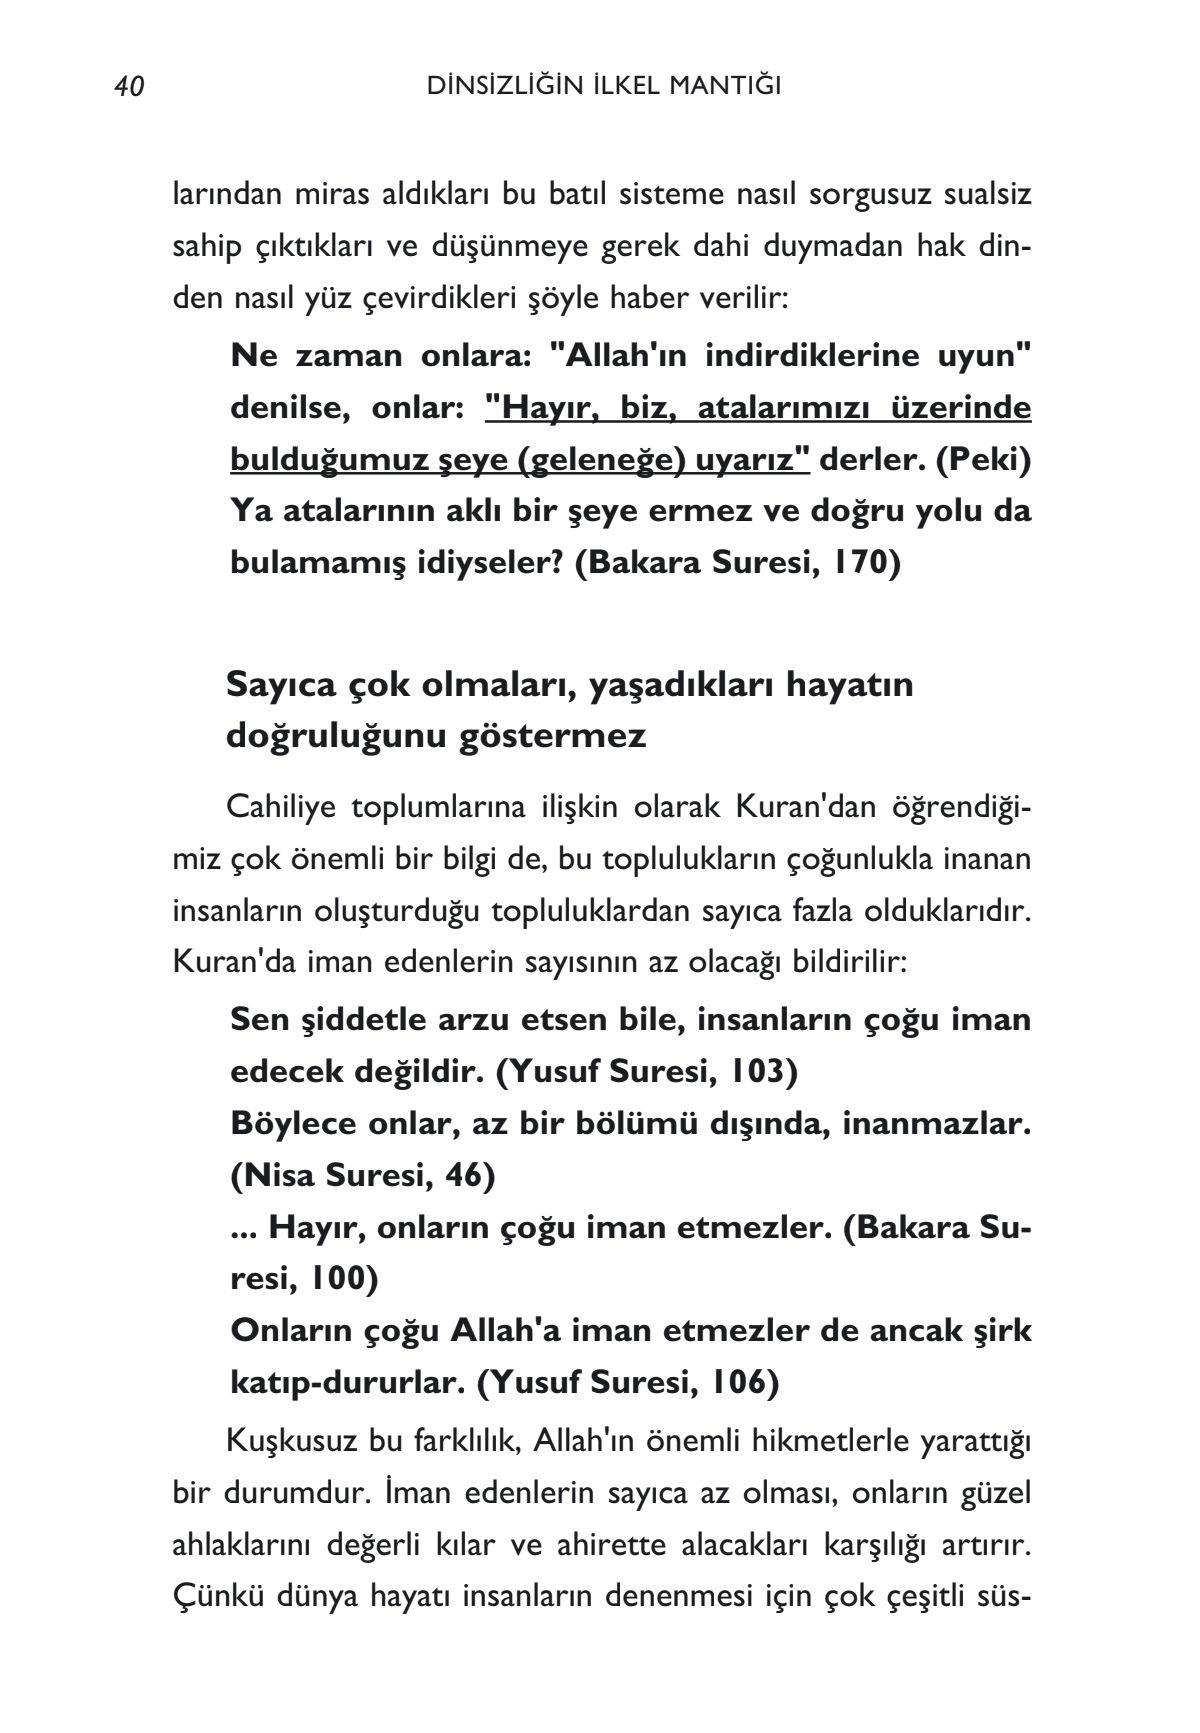 40
DİNSİZLİĞİN İLKEL MANTIĞI
larından miras aldıkları bu batıl sisteme nasıl sorgusuz sualsiz
sahip çıktıkları ve düşünmeye gerek dahi duymadan hak din-
den nasıl yüz çevirdikleri şöyle haber verilir:
Ne zaman onlara: "Allah'ın indirdiklerine uyun"
denilse, onlar: "Hayır, biz, atalarımızı üzerinde
bulduğumuz şeye (geleneğe) uyarız" derler. (Peki)
Ya atalarının aklı bir şeye ermez ve doğru yolu da
bulamamış idiyseler? (Bakara Suresi, 170)
Sayıca çok olmaları, yaşadıkları hayatın
doğruluğunu göstermez
Cahiliye toplumlarına ilişkin olarak Kuran'dan öğrendiği-
miz çok önemli bir bilgi de, bu toplulukların çoğunlukla inanan
insanların oluşturduğu topluluklardan sayıca fazla olduklarıdır.
Kuran'da iman edenlerin sayısının az olacağı bildirilir:
Sen şiddetle arzu etsen bile, insanların çoğu iman
edecek değildir. (Yusuf Suresi, 103)
Böylece onlar, az bir bölümü dışında, inanmazlar.
(Nisa Suresi, 46)
... Hayır, onların çoğu iman etmezler. (Bakara Su-
resi, 100)
Onların çoğu Allah'a iman etmezler de ancak şirk
katıp-dururlar. (Yusuf Suresi, 106)
Kuşkusuz bu farklılık, Allah'ın önemli hikmetlerle yarattığı
bir durumdur. İman edenlerin sayıca az olması, onların güzel
ahlaklarını değerli kılar ve ahirette alacakları karşılığı artırır.
Çünkü dünya hayatı insanların denenmesi için çok çeşitli süs-